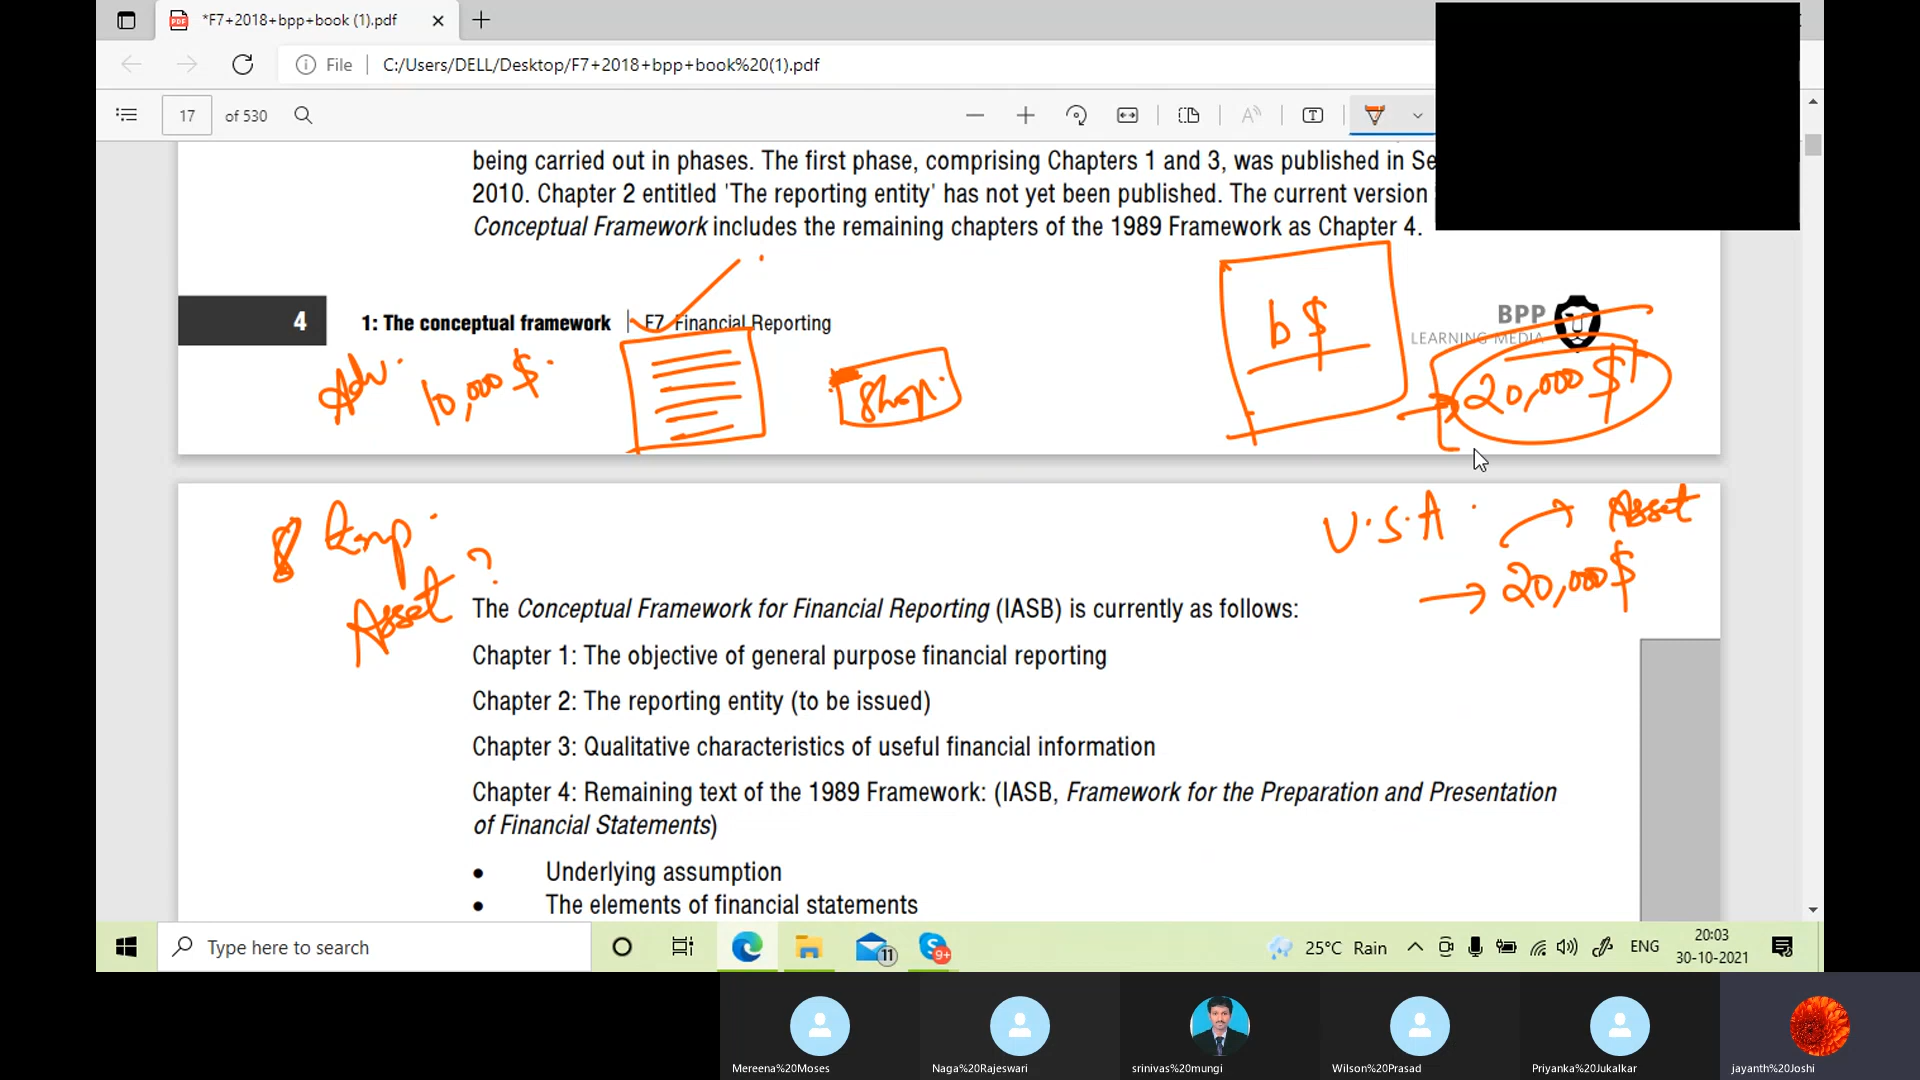 *F7+2018+bpp+book (1).pdf
File C:/Users/DELL/Desktop/F7+2018+bpp+book%20(1).pdf
17 of 530
being carried out in phases. The first phase, comprising Chapters 1 and 3, was published in Se
2010. Chapter 2 entitled 'The reporting entity' has not yet been published. The current version
Conceptual Framework includes the remaining chapters of the 1989 Framework as Chapter 4.
b $
4 1: The conceptual framework F7 Financial Reporting BPP
LEARNING MEDIA
Adv. 10,000 $. Shop. 20,000 $
8 Emp. U.S.A. Asset
Asset ? 20,000 $
The Conceptual Framework for Financial Reporting (IASB) is currently as follows:
Chapter 1: The objective of general purpose financial reporting
Chapter 2: The reporting entity (to be issued)
Chapter 3: Qualitative characteristics of useful financial information
Chapter 4: Remaining text of the 1989 Framework: (IASB, Framework for the Preparation and Presentation
of Financial Statements)
• Underlying assumption
• The elements of financial statements
Type here to search 11 9+ 25°C Rain ENG 20:03
30-10-2021
Mereena%20Moses Naga%20Rajeswari srinivas%20mungi Wilson%20Prasad Priyanka%20Jukalkar jayanth%20Joshi